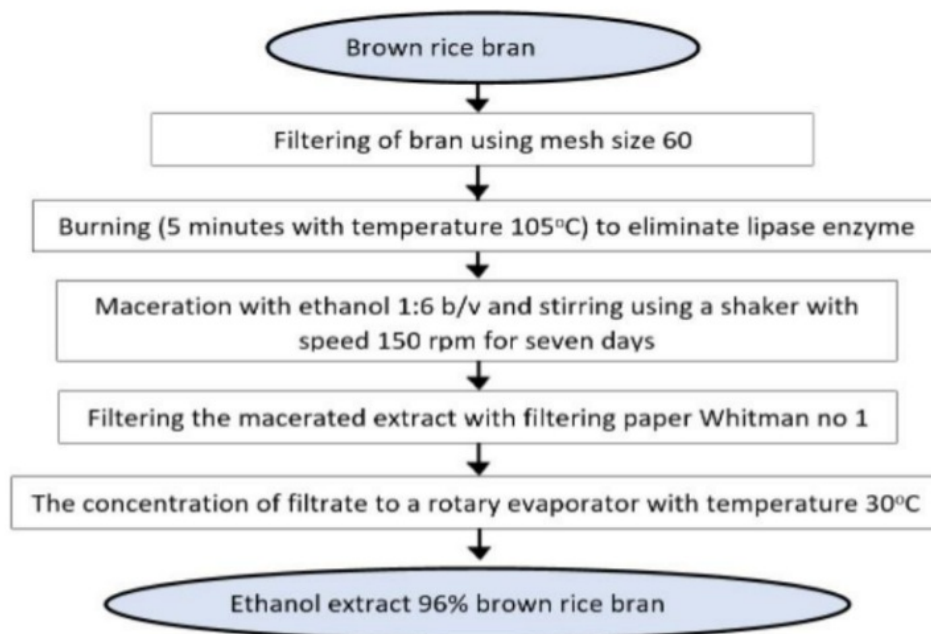 Brown rice bran
Filtering of bran using mesh size 60
Burning (5 minutes with temperature 105°C) to eliminate lipase enzyme
Maceration with ethanol 1:6 b/v and stirring using a shaker with
speed 150 rpm for seven days
Filtering the macerated extract with filtering paper Whitman no 1
The concentration of filtrate to a rotary evaporator with temperature 30°C
Ethanol extract 96% brown rice bran